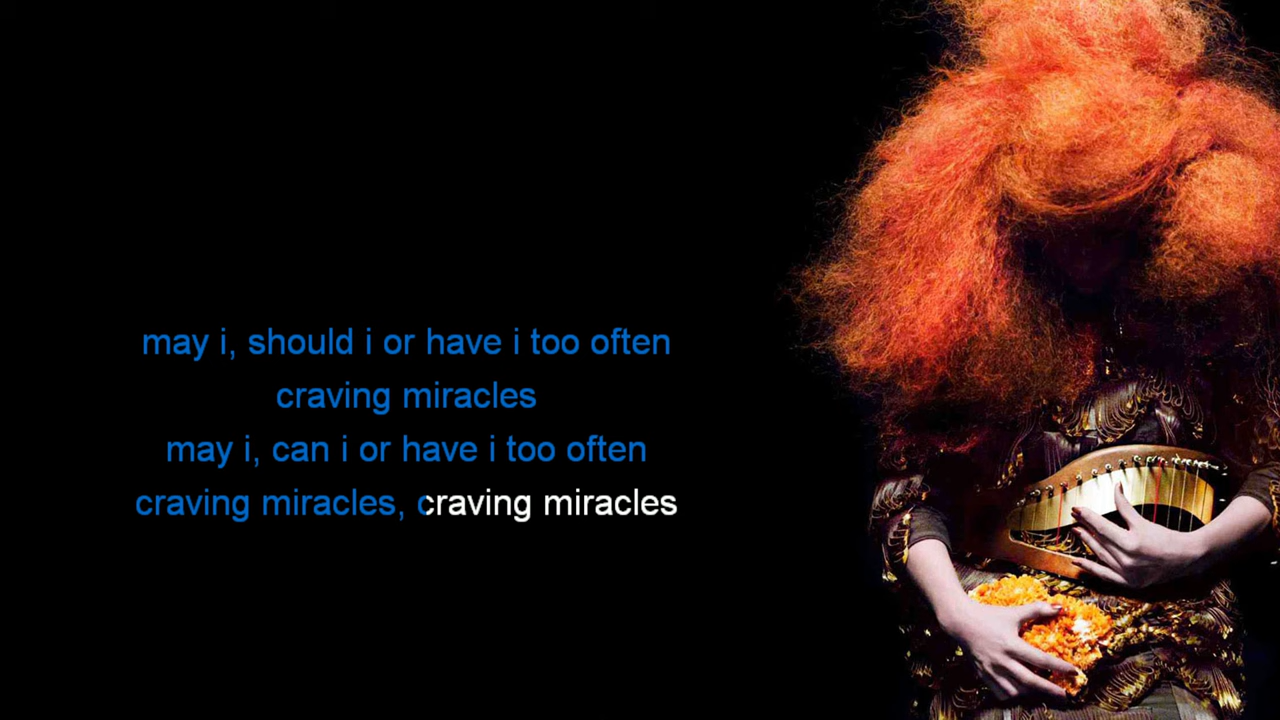 may i, should i or have i too often
craving miracles
may i, can i or have i too often
craving miracles, craving miracles